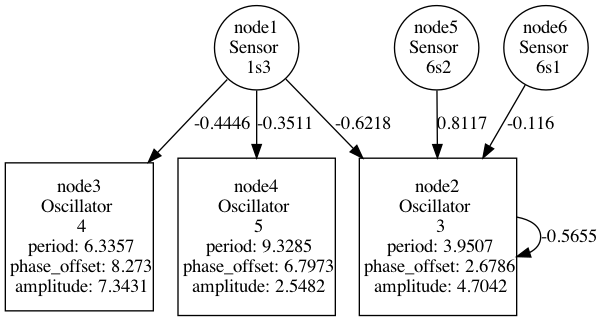 node1
Sensor
1s3
node5
Sensor
6s2
node6
Sensor
6s1
-0.4446
-0.3511
-0.6218
0.8117
-0.116
node3
Oscillator
4
period: 6.3357
phase_offset: 8.273
amplitude: 7.3431
node4
Oscillator
5
period: 9.3285
phase_offset: 6.7973
amplitude: 2.5482
node2
Oscillator
3
period: 3.9507
phase_offset: 2.6786
amplitude: 4.7042
-0.5655